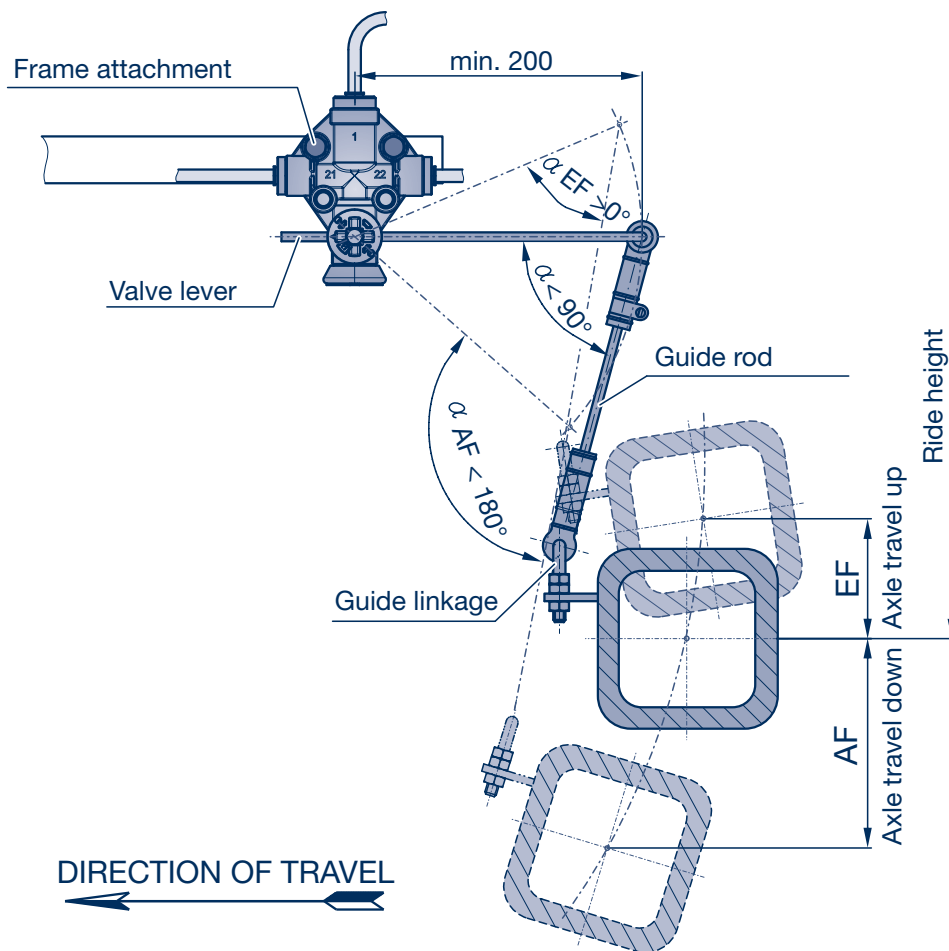 min. 200
Frame attachment
1
21
22
α EF >0°
Valve lever
α < 90°
Guide rod
Ride height
α AF < 180°
Axle travel up
EF
Guide linkage
Axle travel down
AF
DIRECTION OF TRAVEL